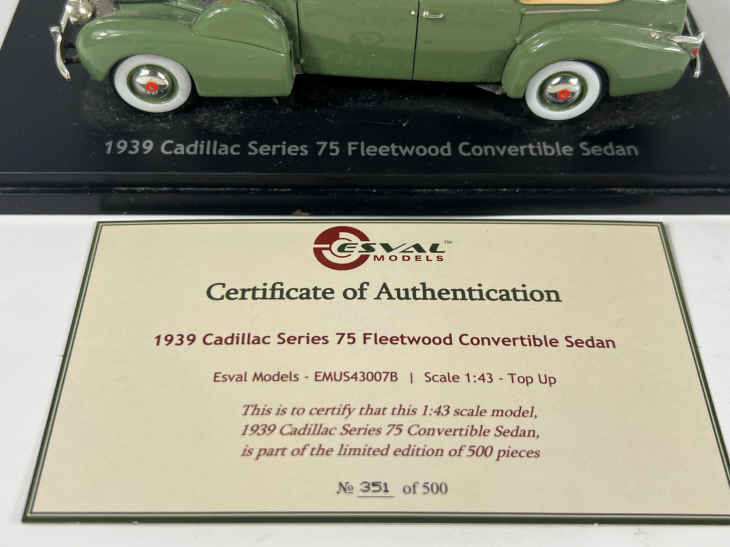 1939 Cadillac Series 75 Fleetwood Convertible Sedan
ESVAL™
MODELS
Certificate of Authentication
1939 Cadillac Series 75 Fleetwood Convertible Sedan
Esval Models - EMUS43007B | Scale 1:43 - Top Up
This is to certify that this 1:43 scale model,
1939 Cadillac Series 75 Convertible Sedan,
is part of the limited edition of 500 pieces
№ 351 of 500